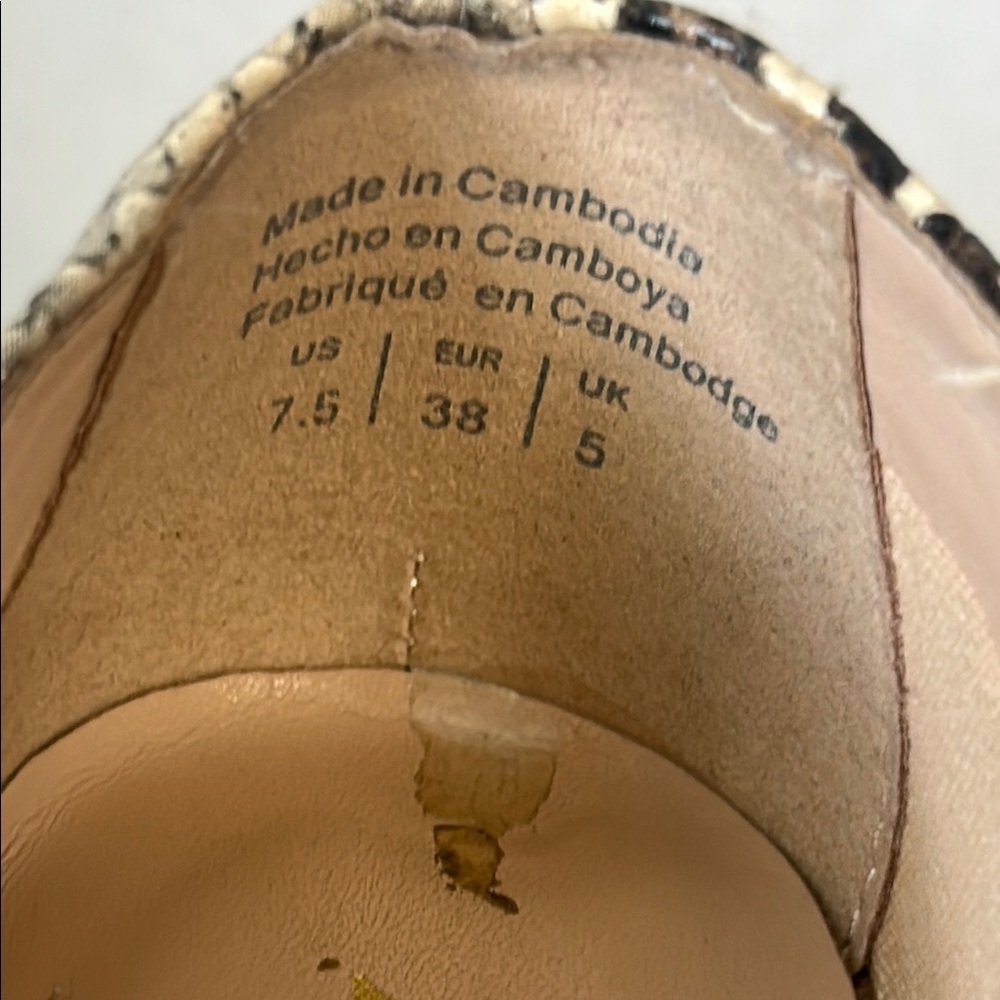 Made in Cambodia
Hecho en Camboya
Fabriqué en Cambodge
US | EUR | UK
7.5 | 38 | 5